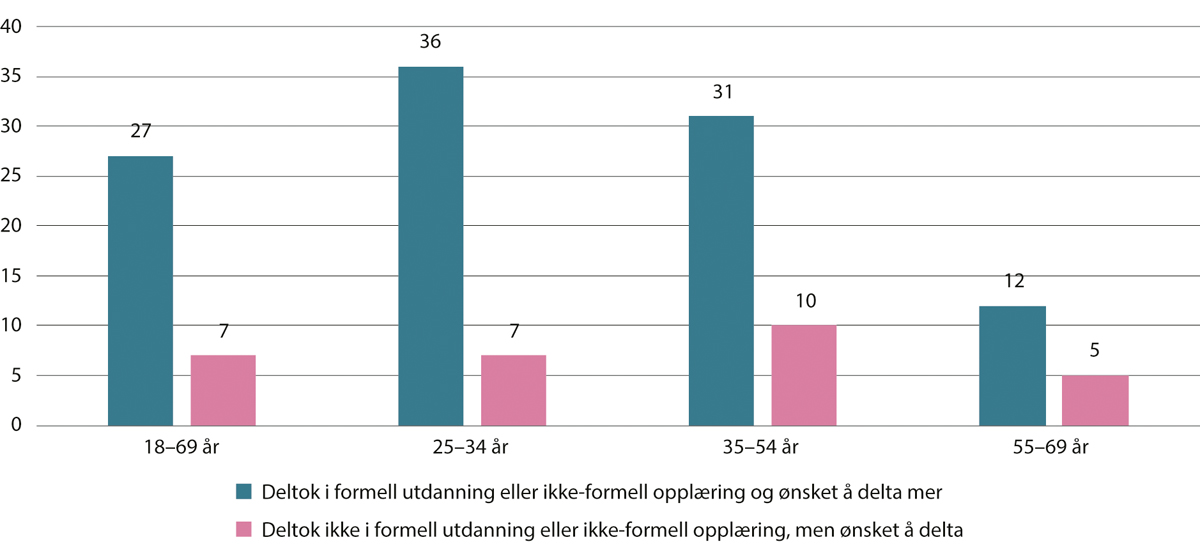 40
36
35
31
30
27
25
20
15
12
10
10
7
7
5
5
0
18–69 år
25–34 år
35–54 år
55–69 år
Deltok i formell utdanning eller ikke-formell opplæring og ønsket å delta mer
Deltok ikke i formell utdanning eller ikke-formell opplæring, men ønsket å delta